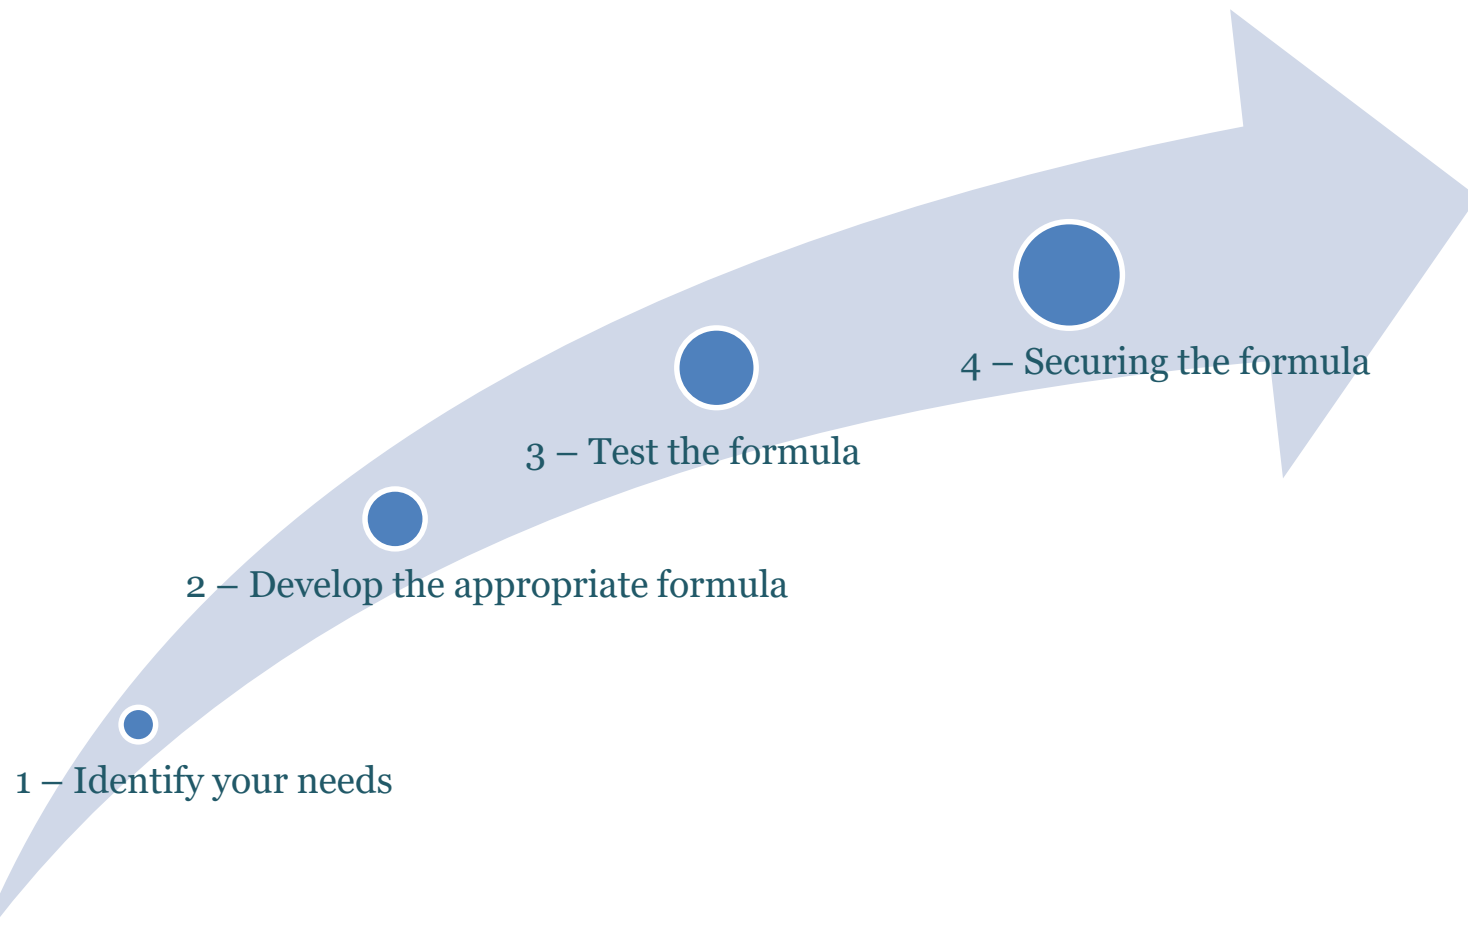 1 – Identify your needs
2 – Develop the appropriate formula
3 – Test the formula
4 – Securing the formula